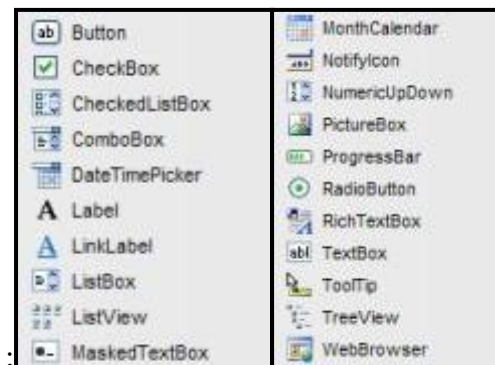 Button
CheckBox
CheckedListBox
ComboBox
DateTimePicker
A Label
A LinkLabel
ListBox
ListView
: MaskedTextBox
MonthCalendar
NotifyIcon
NumericUpDown
PictureBox
ProgressBar
RadioButton
RichTextBox
abl TextBox
ToolTip
TreeView
WebBrowser